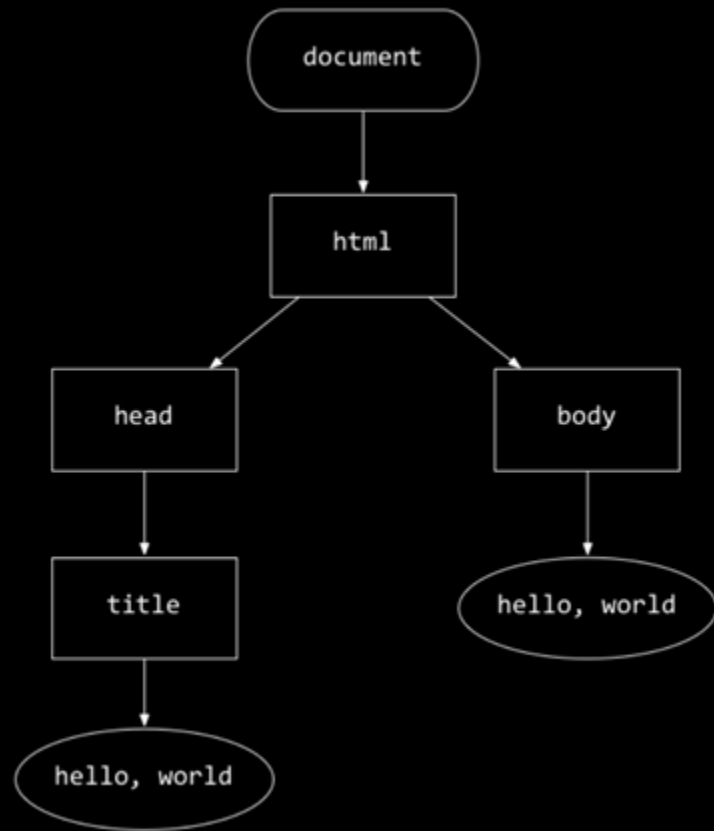 document
html
head
body
title
hello, world
hello, world